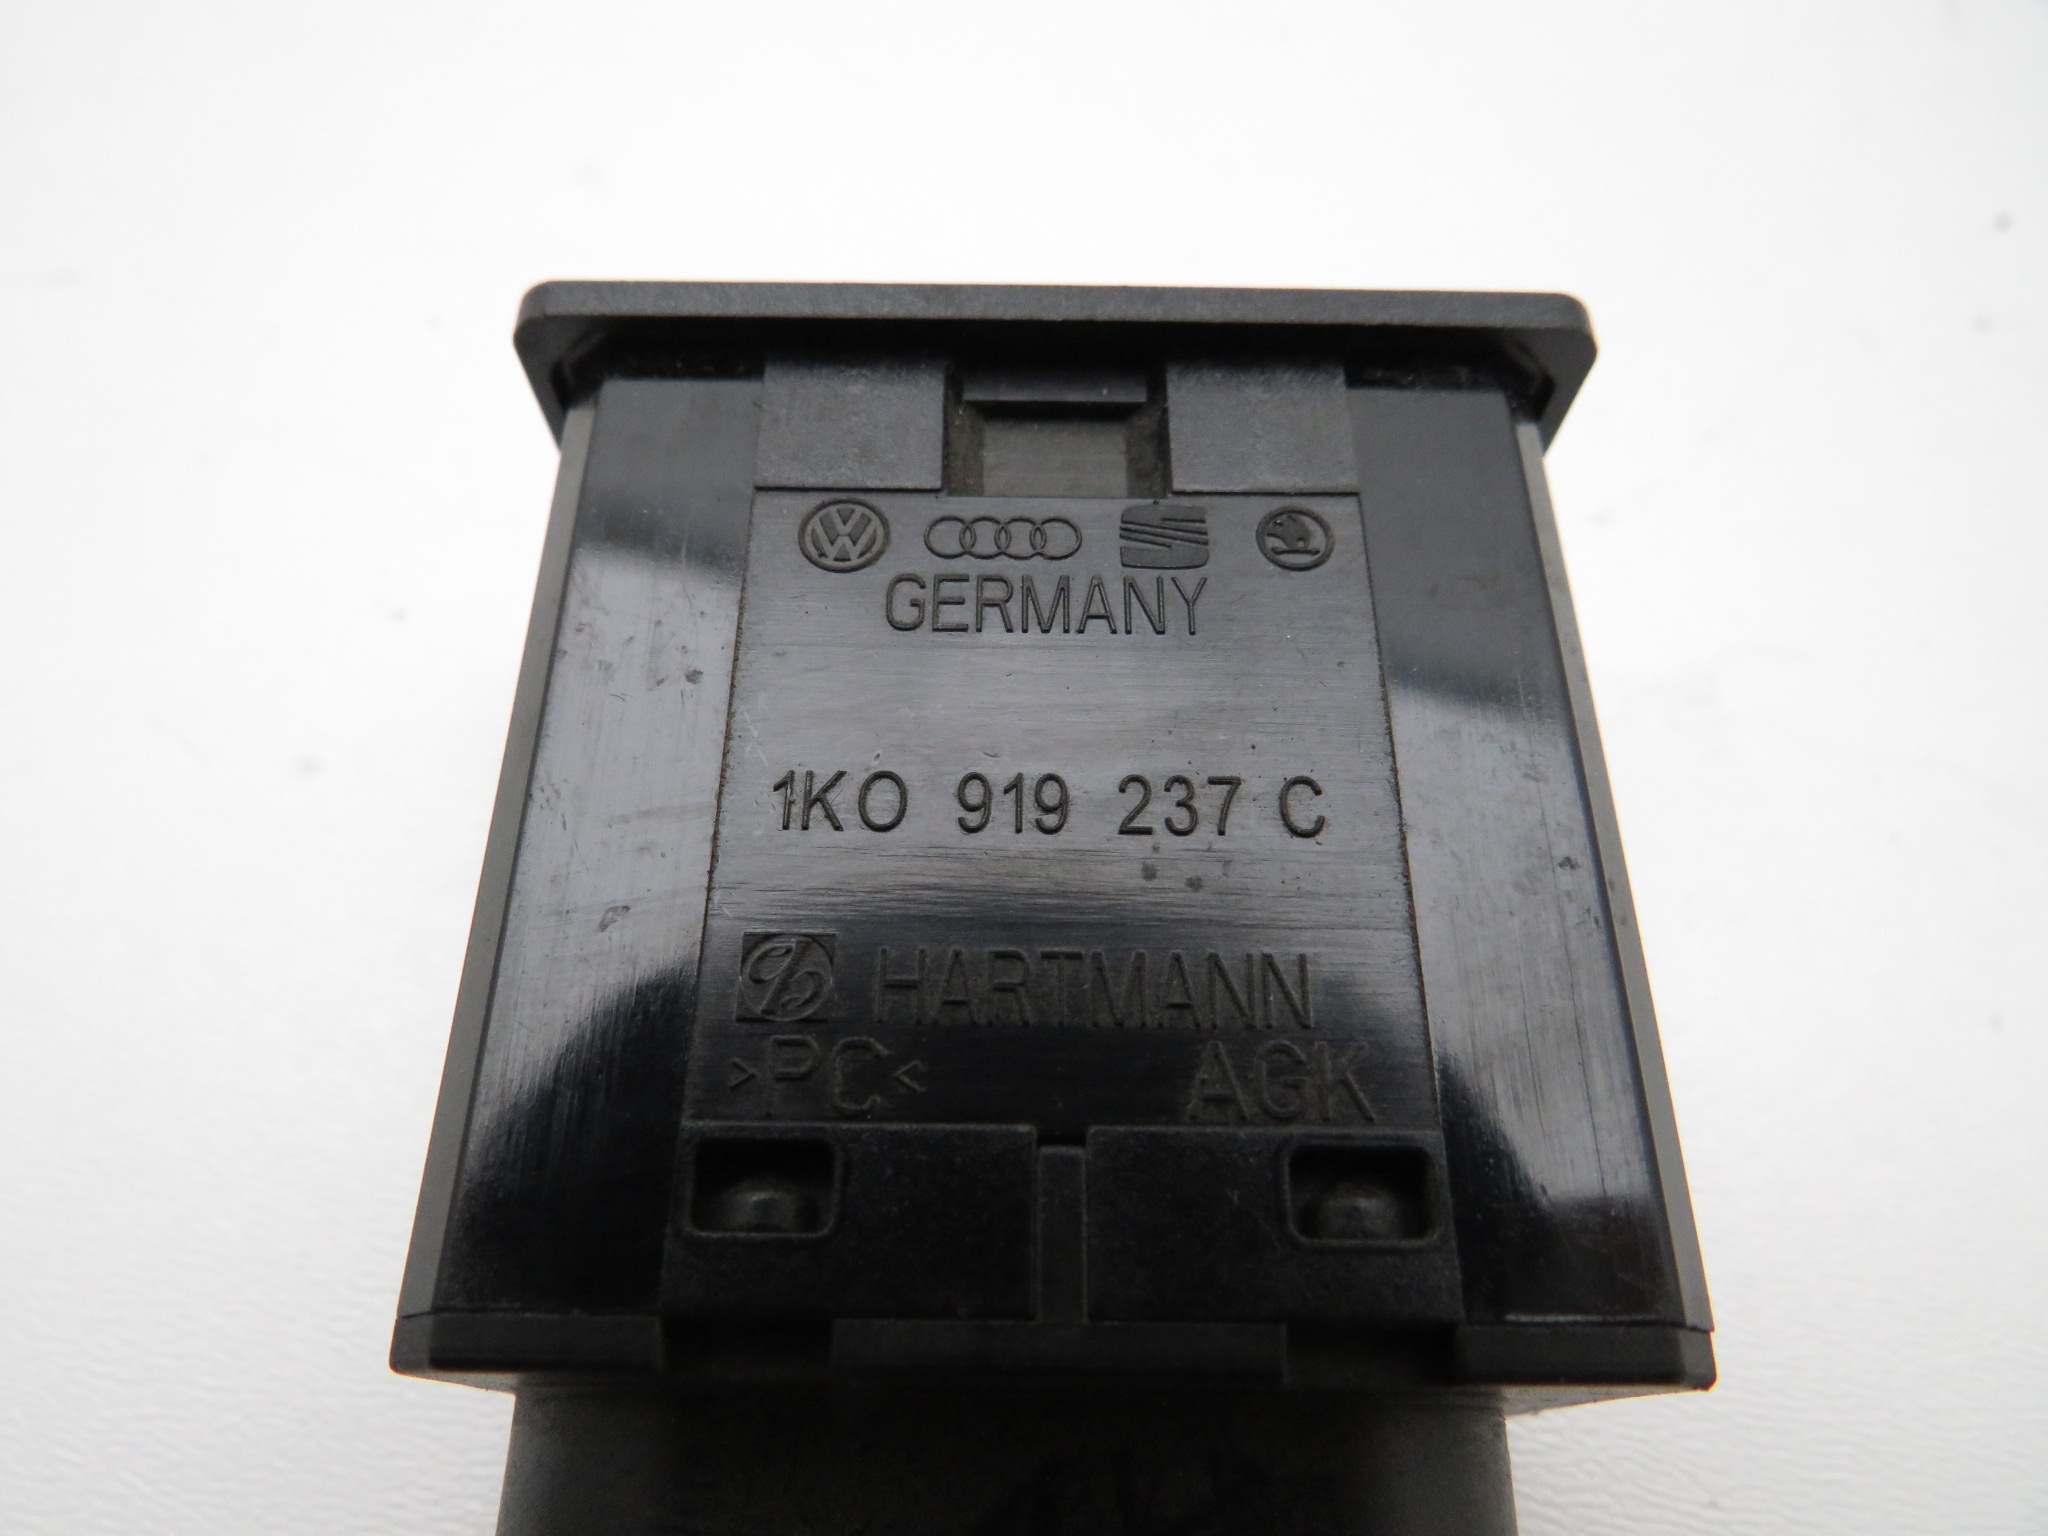 GERMANY
1KO 919 237 C
HARTMANN
>PC< AGK